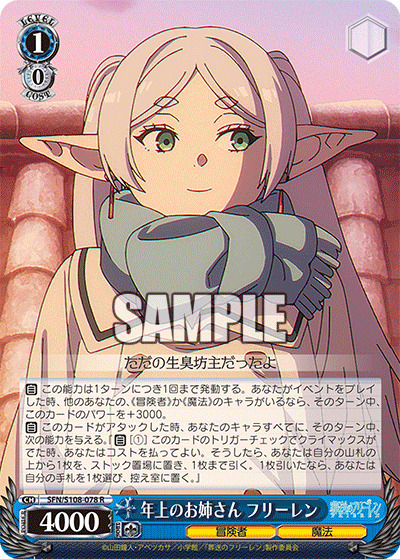 LEVEL
1
0
COST
SAMPLE
ただの生臭坊主だったよ
自 この能力は1ターンにつき1回まで発動する。あなたがイベントをプレイ
した時、他のあなたの、《冒険者》か《魔法》のキャラがいるなら、そのターン中、
このカードのパワーを+3000。
自 このカードがアタックした時、あなたのキャラすべてに、そのターン中、
次の能力を与える。『自［①］ このカードのトリガーチェックでクライマックスが
でた時、あなたはコストを払ってよい。そうしたら、あなたは自分の山札の
上から1枚を、ストック置場に置き、1枚まで引く。1枚引いたなら、あなた
は自分の手札を1枚選び、控え室に置く。』
CH
SFN/S108-078 R
©山田鐘人・アベツカサ／小学館／「葬送のフリーレン」製作委員会
4000
年上のお姉さん フリーレン
葬送のフリーレン
冒険者
魔法